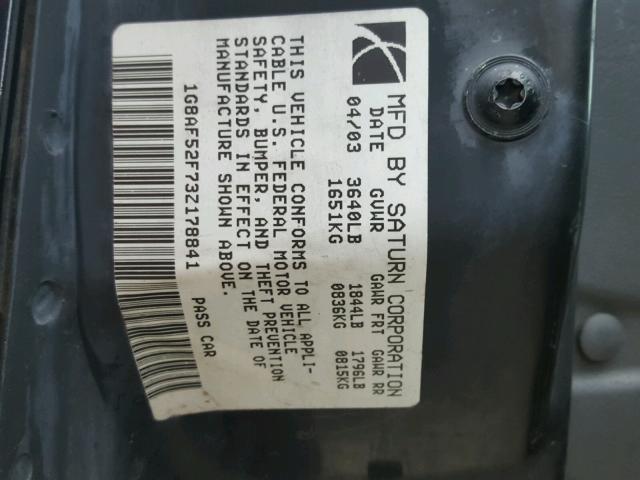 MFD BY SATURN CORPORATION
DATE GVWR GAWR FRT GAWR RR
04/03 3640LB 1844LB 1796LB
1651KG 0836KG 0815KG
THIS VEHICLE CONFORMS TO ALL APPLI-
CABLE U.S. FEDERAL MOTOR VEHICLE
SAFETY, BUMPER, AND THEFT PREVENTION
STANDARDS IN EFFECT ON THE DATE OF
MANUFACTURE SHOWN ABOVE.
1G8AF52F73Z178841 PASS CAR